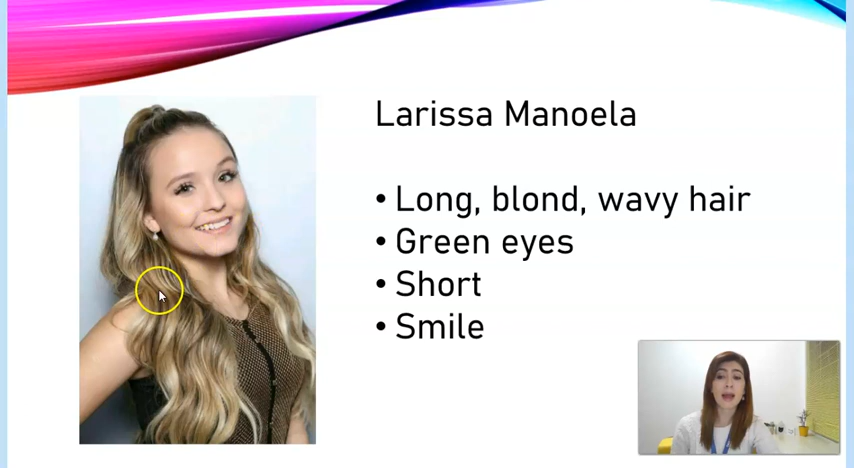 Larissa Manoela
• Long, blond, wavy hair
• Green eyes
• Short
• Smile